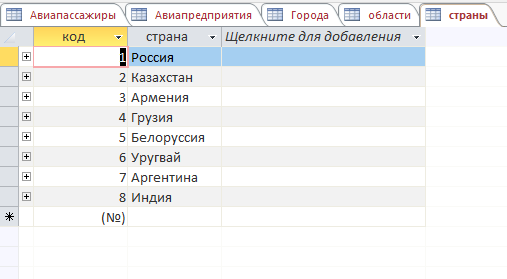 Авиапассажиры Авиапредприятия Города области страны
код страна Щелкните для добавления
1 Россия
2 Казахстан
3 Армения
4 Грузия
5 Белоруссия
6 Уругвай
7 Аргентина
8 Индия
(№)